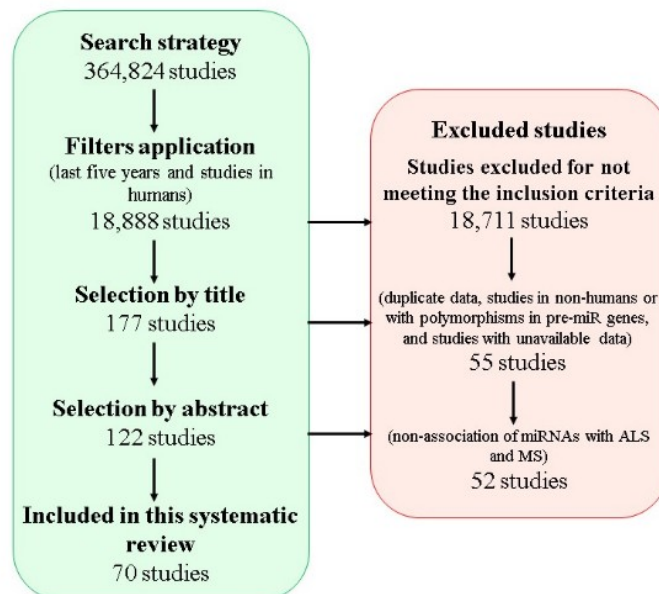 Search strategy
364,824 studies
Filters application
(last five years and studies in
humans)
18,888 studies
Selection by title
177 studies
Selection by abstract
122 studies
Included in this systematic
review
70 studies
Excluded studies
Studies excluded for not
meeting the inclusion criteria
18,711 studies
(duplicate data, studies in non-humans or
with polymorphisms in pre-miR genes,
and studies with unavailable data)
55 studies
(non-association of miRNAs with ALS
and MS)
52 studies